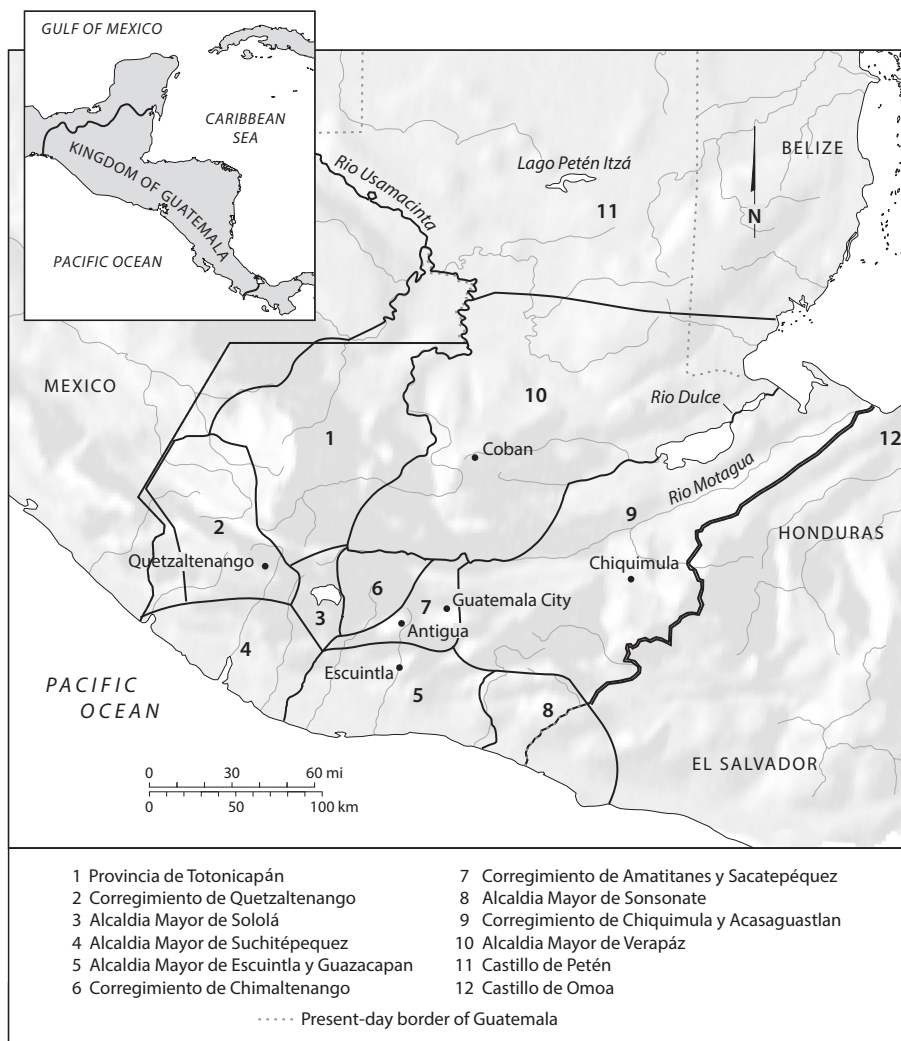 GULF OF MEXICO
CARIBBEAN
SEA
KINGDOM OF GUATEMALA
PACIFIC OCEAN
Rio Usamacinta
Lago Petén Itzá
BELIZE
11
N
MEXICO
10
Rio Dulce
1
Coban
12
Rio Motagua
2
9
HONDURAS
Quetzaltenango
Chiquimula
6
3
7
Guatemala City
Antigua
4
Escuintla
5
8
PACIFIC
OCEAN
EL SALVADOR
0 30 60 mi
0 50 100 km
1 Provincia de Totonicapán
2 Corregimiento de Quetzaltenango
3 Alcaldia Mayor de Sololá
4 Alcaldia Mayor de Suchitépequez
5 Alcaldia Mayor de Escuintla y Guazacapan
6 Corregimiento de Chimaltenango
7 Corregimiento de Amatitanes y Sacatepéquez
8 Alcaldia Mayor de Sonsonate
9 Corregimiento de Chiquimula y Acasaguastlan
10 Alcaldia Mayor de Verapáz
11 Castillo de Petén
12 Castillo de Omoa
Present-day border of Guatemala